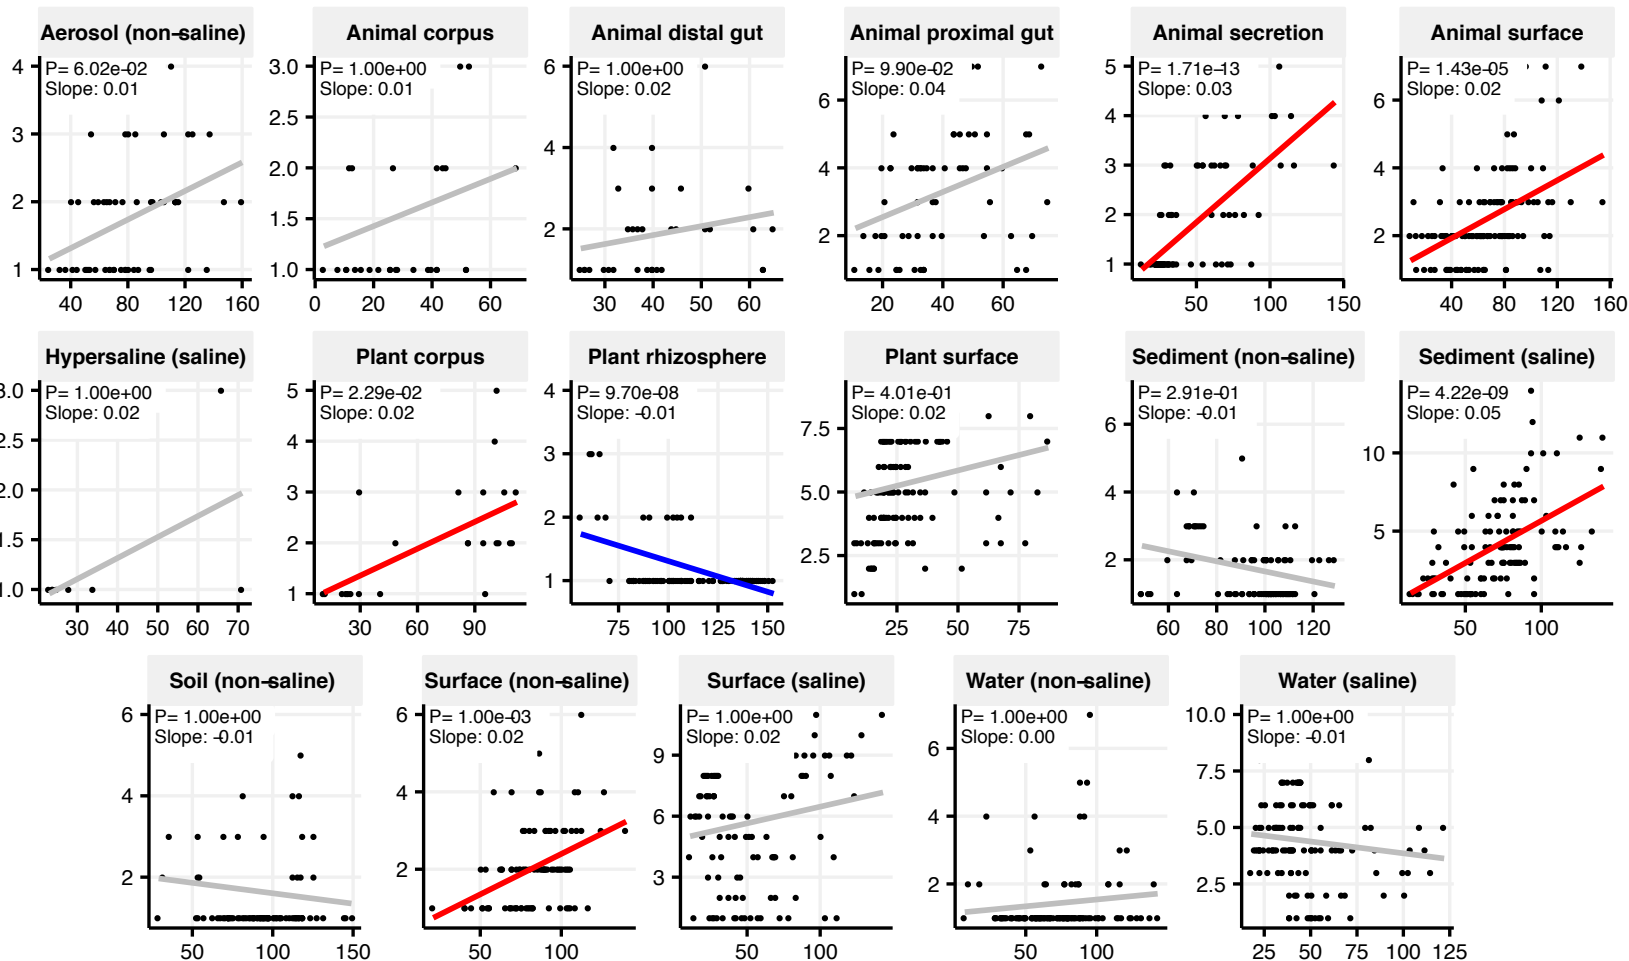 Aerosol (non-saline)
P= 6.02e-02
Slope: 0.01
4
3
2
1
40 80 120 160
Animal corpus
P= 1.00e+00
Slope: 0.01
3.0
2.5
2.0
1.5
1.0
0 20 40 60
Animal distal gut
P= 1.00e+00
Slope: 0.02
6
4
2
30 40 50 60
Animal proximal gut
P= 9.90e-02
Slope: 0.04
6
4
2
20 40 60
Animal secretion
P= 1.71e-13
Slope: 0.03
5
4
3
2
1
50 100 150
Animal surface
P= 1.43e-05
Slope: 0.02
6
4
2
40 80 120 160
Hypersaline (saline)
P= 1.00e+00
Slope: 0.02
3.0
2.5
2.0
1.5
1.0
30 40 50 60 70
Plant corpus
P= 2.29e-02
Slope: 0.02
5
4
3
2
1
30 60 90
Plant rhizosphere
P= 9.70e-08
Slope: -0.01
4
3
2
1
75 100 125 150
Plant surface
P= 4.01e-01
Slope: 0.02
7.5
5.0
2.5
25 50 75
Sediment (non-saline)
P= 2.91e-01
Slope: -0.01
6
4
2
60 80 100 120
Sediment (saline)
P= 4.22e-09
Slope: 0.05
10
5
50 100
Soil (non-saline)
P= 1.00e+00
Slope: -0.01
6
4
2
50 100 150
Surface (non-saline)
P= 1.00e-03
Slope: 0.02
6
4
2
50 100
Surface (saline)
P= 1.00e+00
Slope: 0.02
9
6
3
50 100
Water (non-saline)
P= 1.00e+00
Slope: 0.00
6
4
2
50 100
Water (saline)
P= 1.00e+00
Slope: -0.01
10.0
7.5
5.0
2.5
25 50 75 100 125